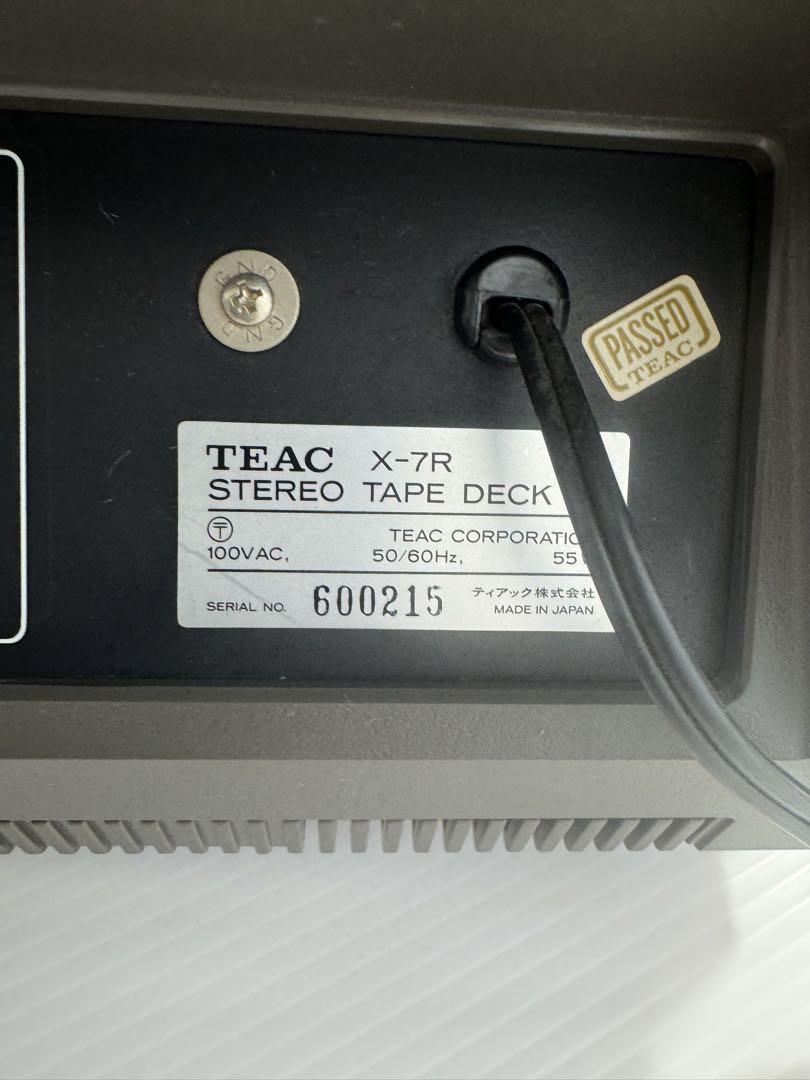 GND
GND
PASSED
TEAC
TEAC X-7R
STEREO TAPE DECK
〒
TEAC CORPORATIO
100VAC, 50/60Hz, 55
SERIAL NO. 600215
ティアック株式会社
MADE IN JAPAN